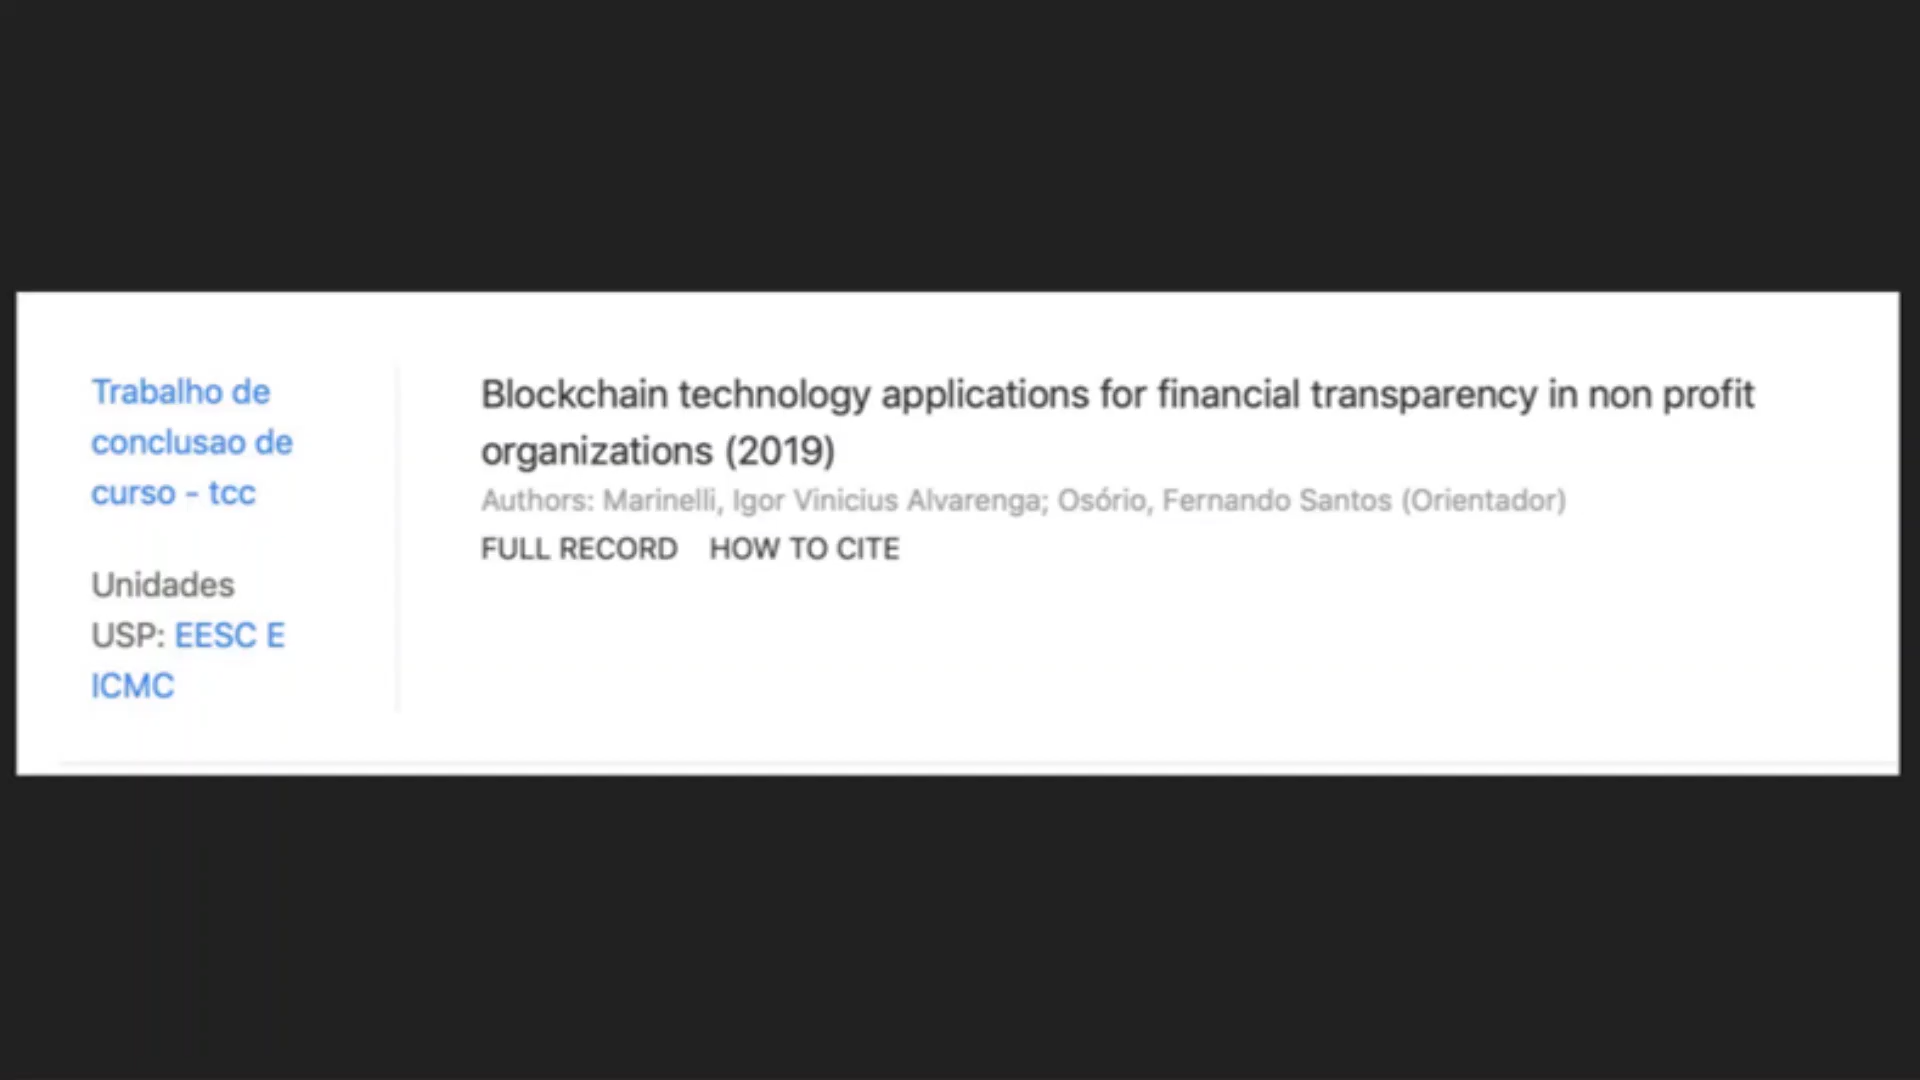 Trabalho de
conclusao de
curso - tcc
Unidades
USP: EESC E
ICMC
Blockchain technology applications for financial transparency in non profit
organizations (2019)
Authors: Marinelli, Igor Vinicius Alvarenga; Osório, Fernando Santos (Orientador)
FULL RECORD HOW TO CITE